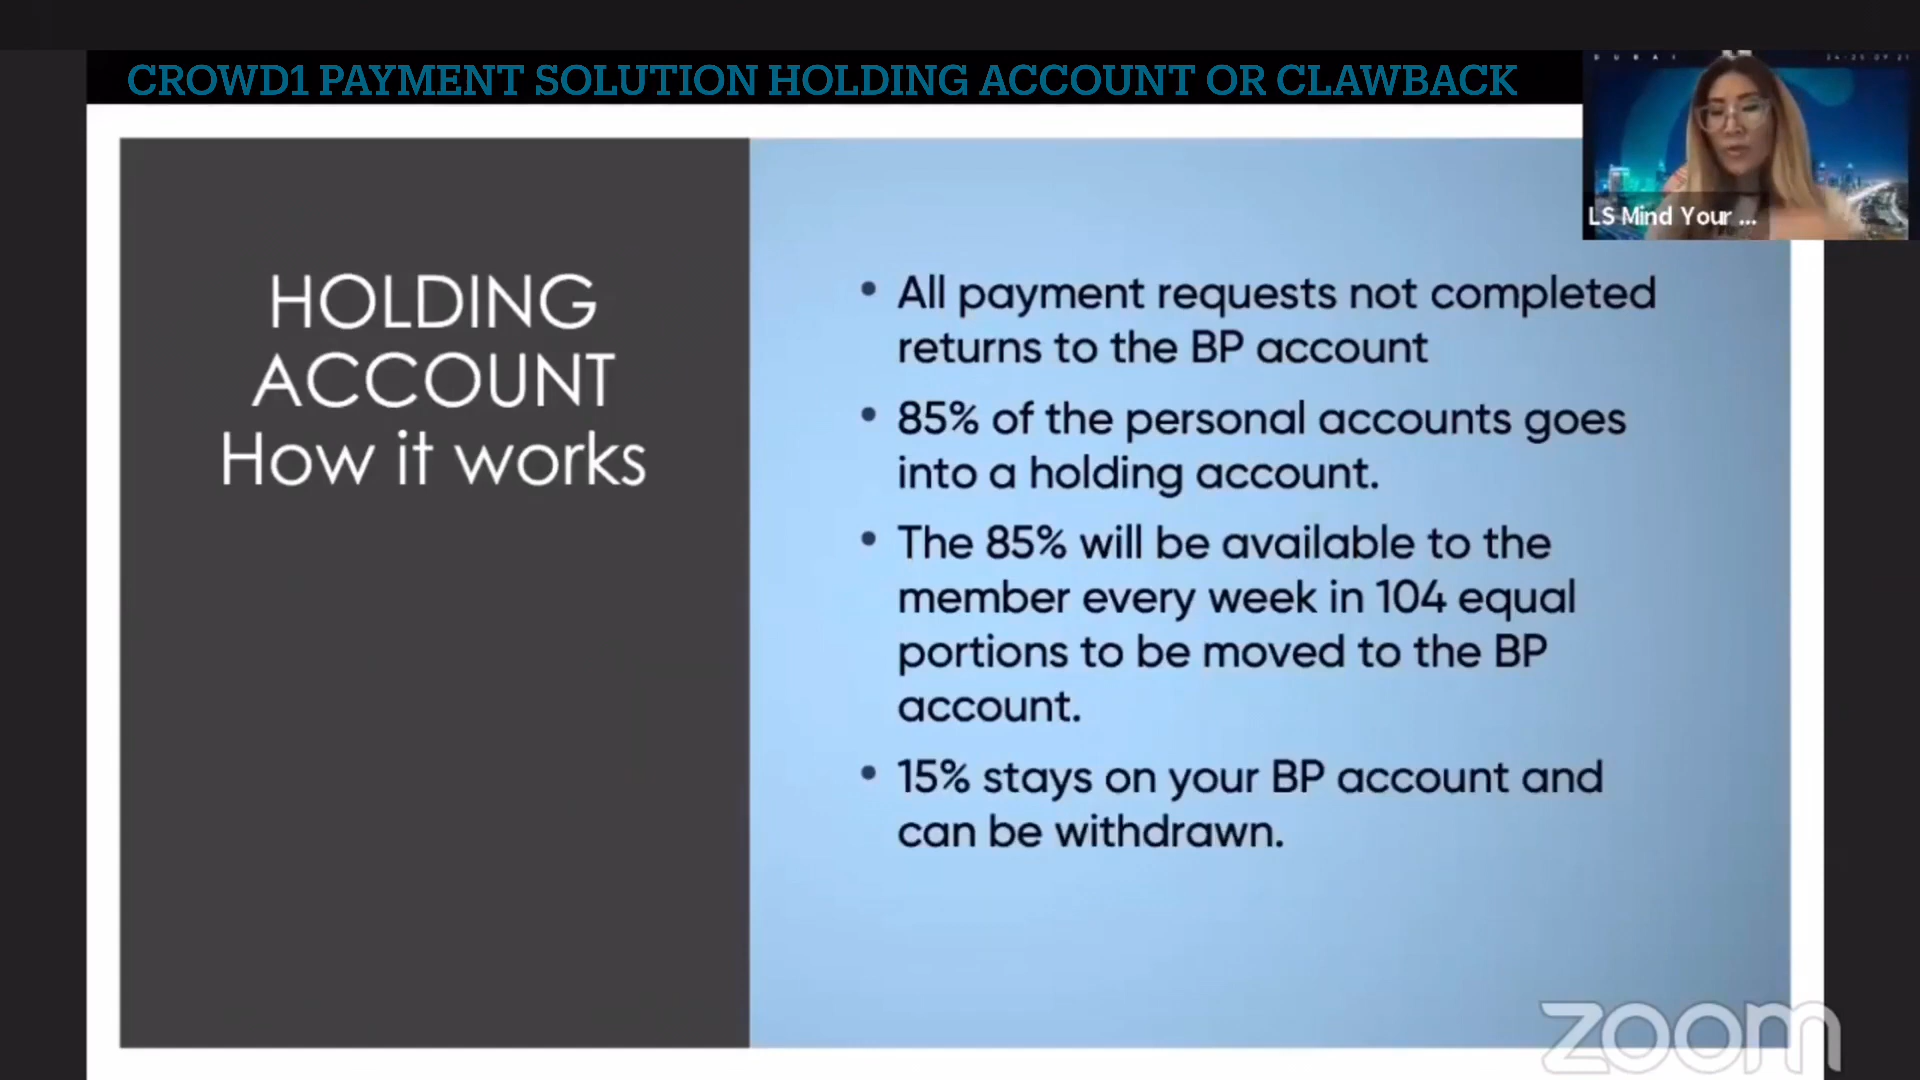 CROWD1 PAYMENT SOLUTION HOLDING ACCOUNT OR CLAWBACK
DUBAI
LS Mind Your ...
HOLDING
ACCOUNT
How it works
• All payment requests not completed
returns to the BP account
• 85% of the personal accounts goes
into a holding account.
• The 85% will be available to the
member every week in 104 equal
portions to be moved to the BP
account.
• 15% stays on your BP account and
can be withdrawn.
zoom